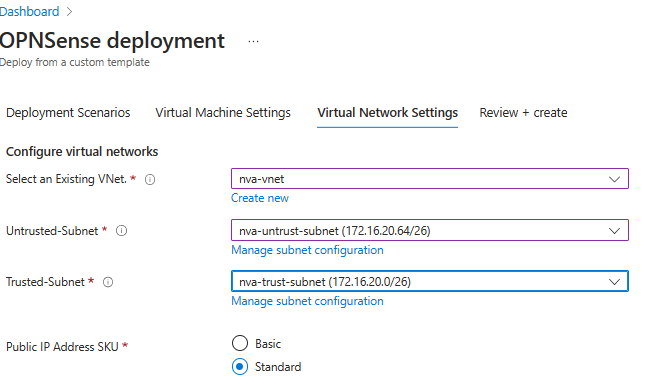 Dashboard >
OPNSense deployment ...
Deploy from a custom template
Deployment Scenarios Virtual Machine Settings Virtual Network Settings Review + create
Configure virtual networks
Select an Existing VNet. * nva-vnet
Create new
Untrusted-Subnet * nva-untrust-subnet (172.16.20.64/26)
Manage subnet configuration
Trusted-Subnet * nva-trust-subnet (172.16.20.0/26)
Manage subnet configuration
Public IP Address SKU * Basic
Standard